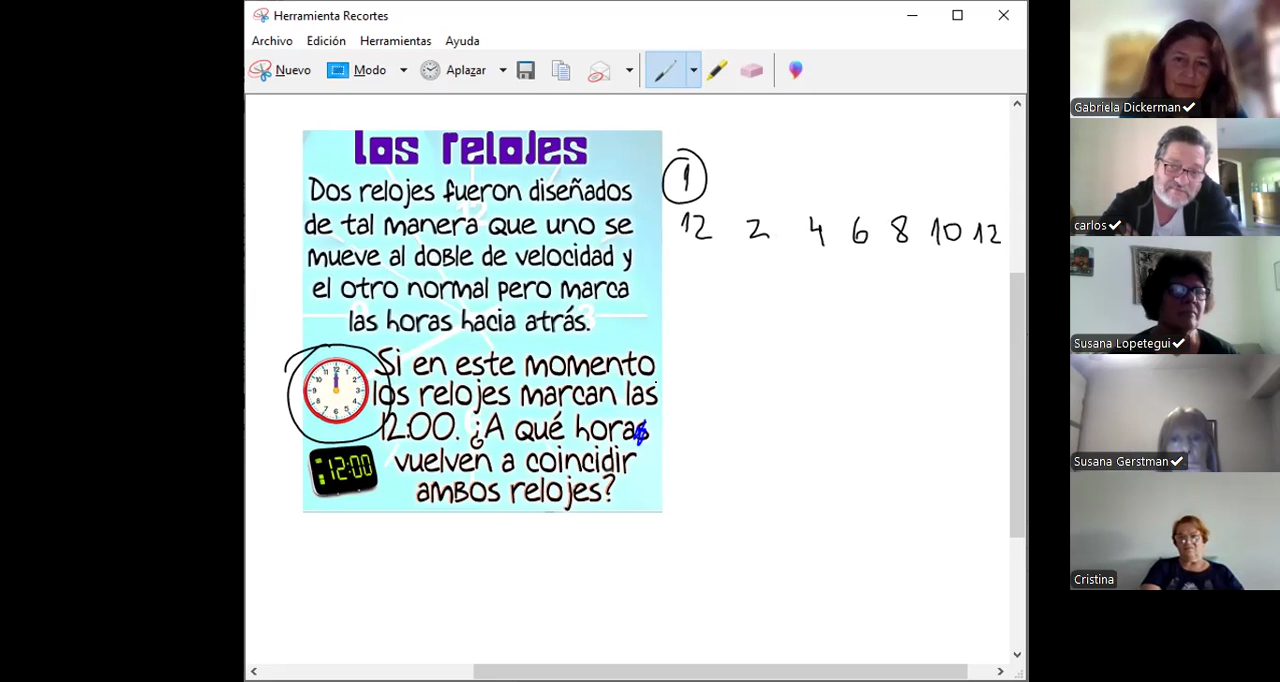 Herramienta Recortes
Archivo Edición Herramientas Ayuda
Nuevo Modo Aplazar
los relojes
Dos relojes fueron diseñados
de tal manera que uno se
mueve al doble de velocidad y
el otro normal pero marca
las horas hacia atrás.
Si en este momento
los relojes marcan las
12:00. ¿A qué horas
vuelven a coincidir
ambos relojes?
12:00
1
12 2 4 6 8 10 12
Gabriela Dickerman
carlos
Susana Lopetegui
Susana Gerstman
Cristina